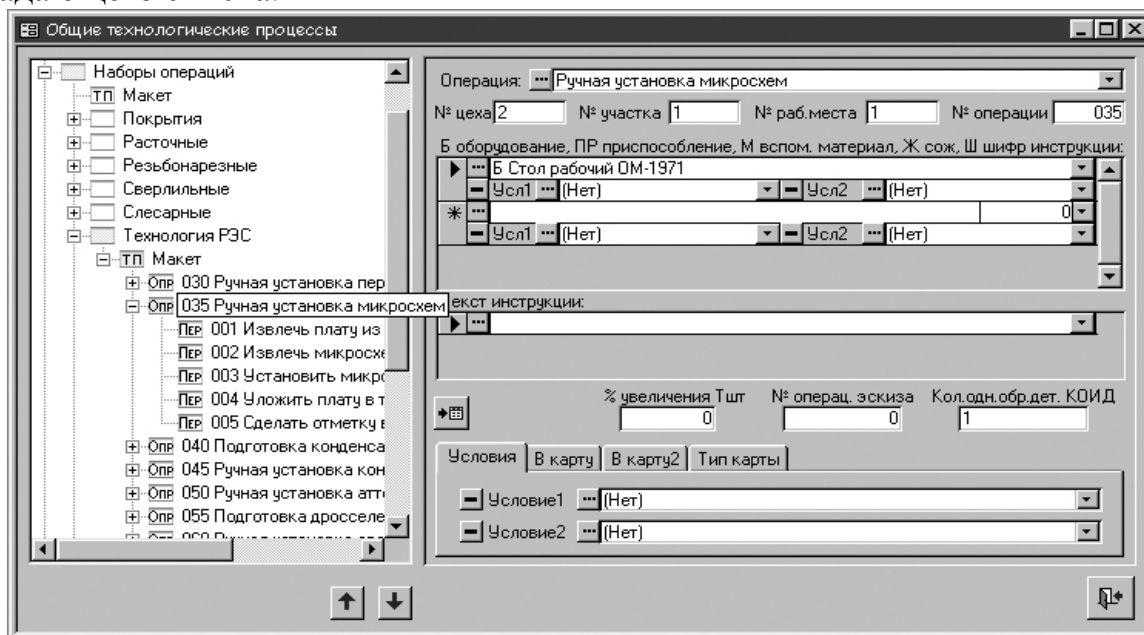 Общие технологические процессы
Наборы операций
ТП Макет
Покрытия
Расточные
Резьбонарезные
Сверлильные
Слесарные
Технология РЭС
ТП Макет
Опр 030 Ручная установка пер
Опр 035 Ручная установка микросхем
Пер 001 Извлечь плату из
Пер 002 Извлечь микросхе
Пер 003 Установить микро
Пер 004 Уложить плату в т
Пер 005 Сделать отметку в
Опр 040 Подготовка конденса
Опр 045 Ручная установка кон
Опр 050 Ручная установка атт
Опр 055 Подготовка дросселе
Операция: ... Ручная установка микросхем
№ цеха 2 № участка 1 № раб.места 1 № операции 035
Б оборудование, ПР приспособление, М вспом. материал, Ж сож, Ш шифр инструкции:
... Б Стол рабочий ОМ-1971
Усл1 ... (Нет) Усл2 ... (Нет)
... 0
Усл1 ... (Нет) Усл2 ... (Нет)
екст инструкции:
...
% увеличения Тшт № операц. эскиза Кол.одн.обр.дет. КОИД
0 0 1
Условия В карту В карту2 Тип карты
Условие1 ... (Нет)
Условие2 ... (Нет)